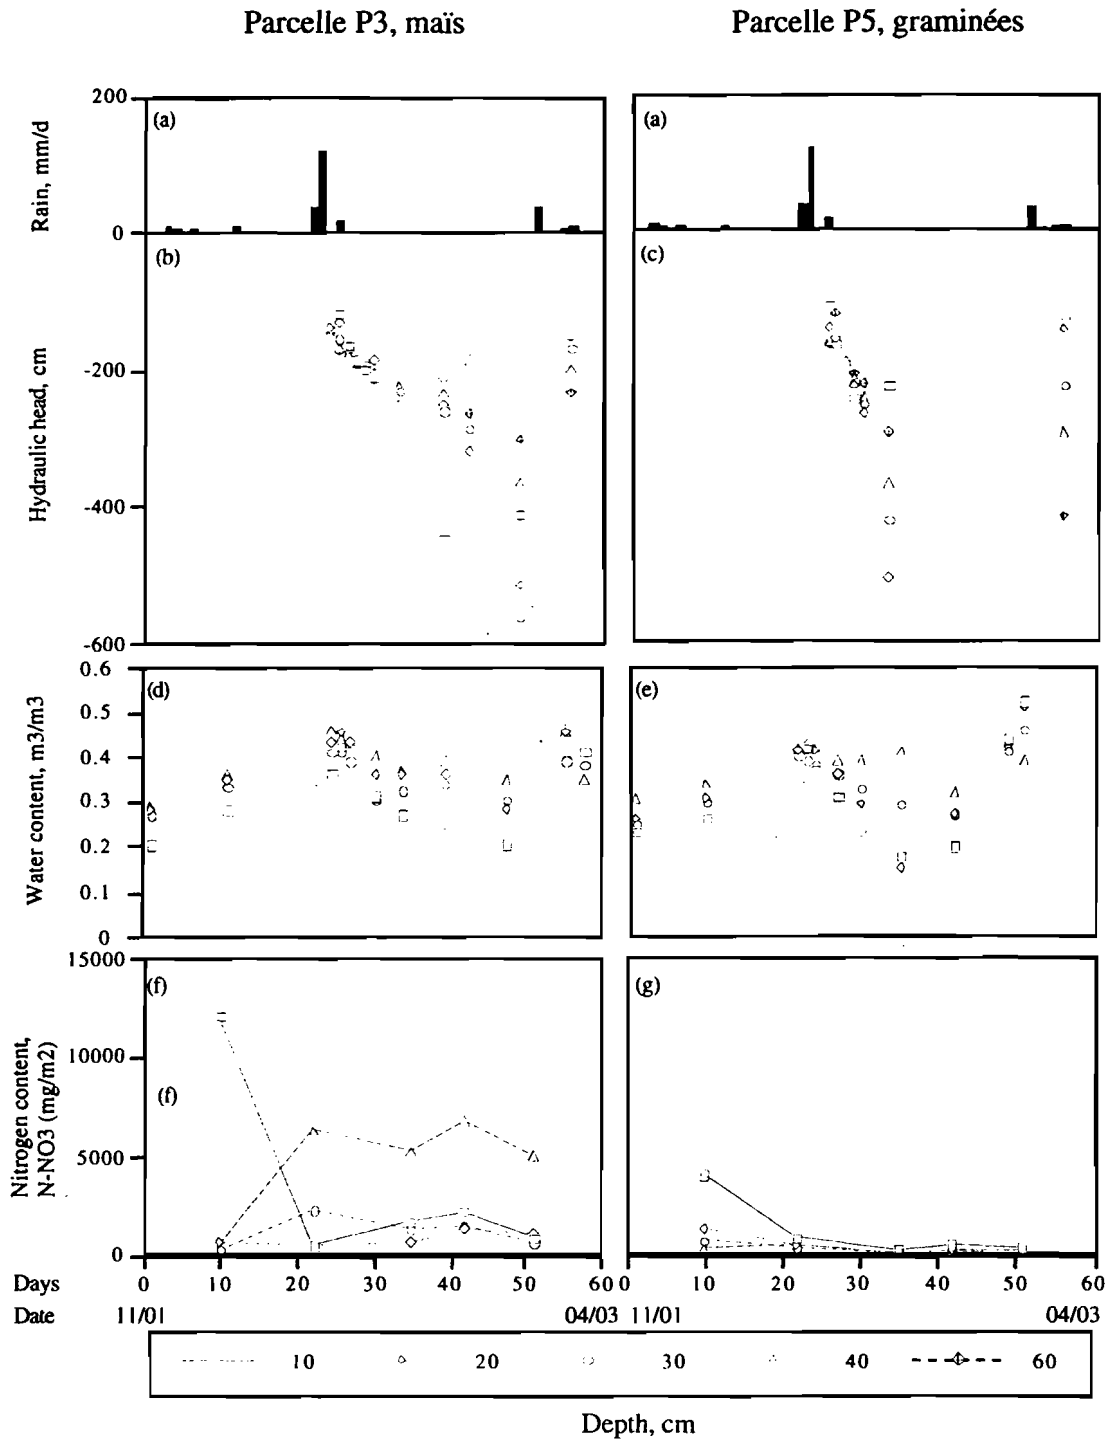 Parcelle P3, maïs
Parcelle P5, graminées
Rain, mm/d
200
0
(a)
(a)
Hydraulic head, cm
-200
-400
-600
(b)
(c)
Water content, m3/m3
0.6
0.5
0.4
0.3
0.2
0.1
0
(d)
(e)
Nitrogen content,
N-NO3 (mg/m2)
15000
10000
5000
0
(f)
(f)
(g)
Days 0 10 20 30 40 50 60 0 10 20 30 40 50 60
Date 11/01 04/03 11/01 04/03
10 20 30 40 60
Depth, cm